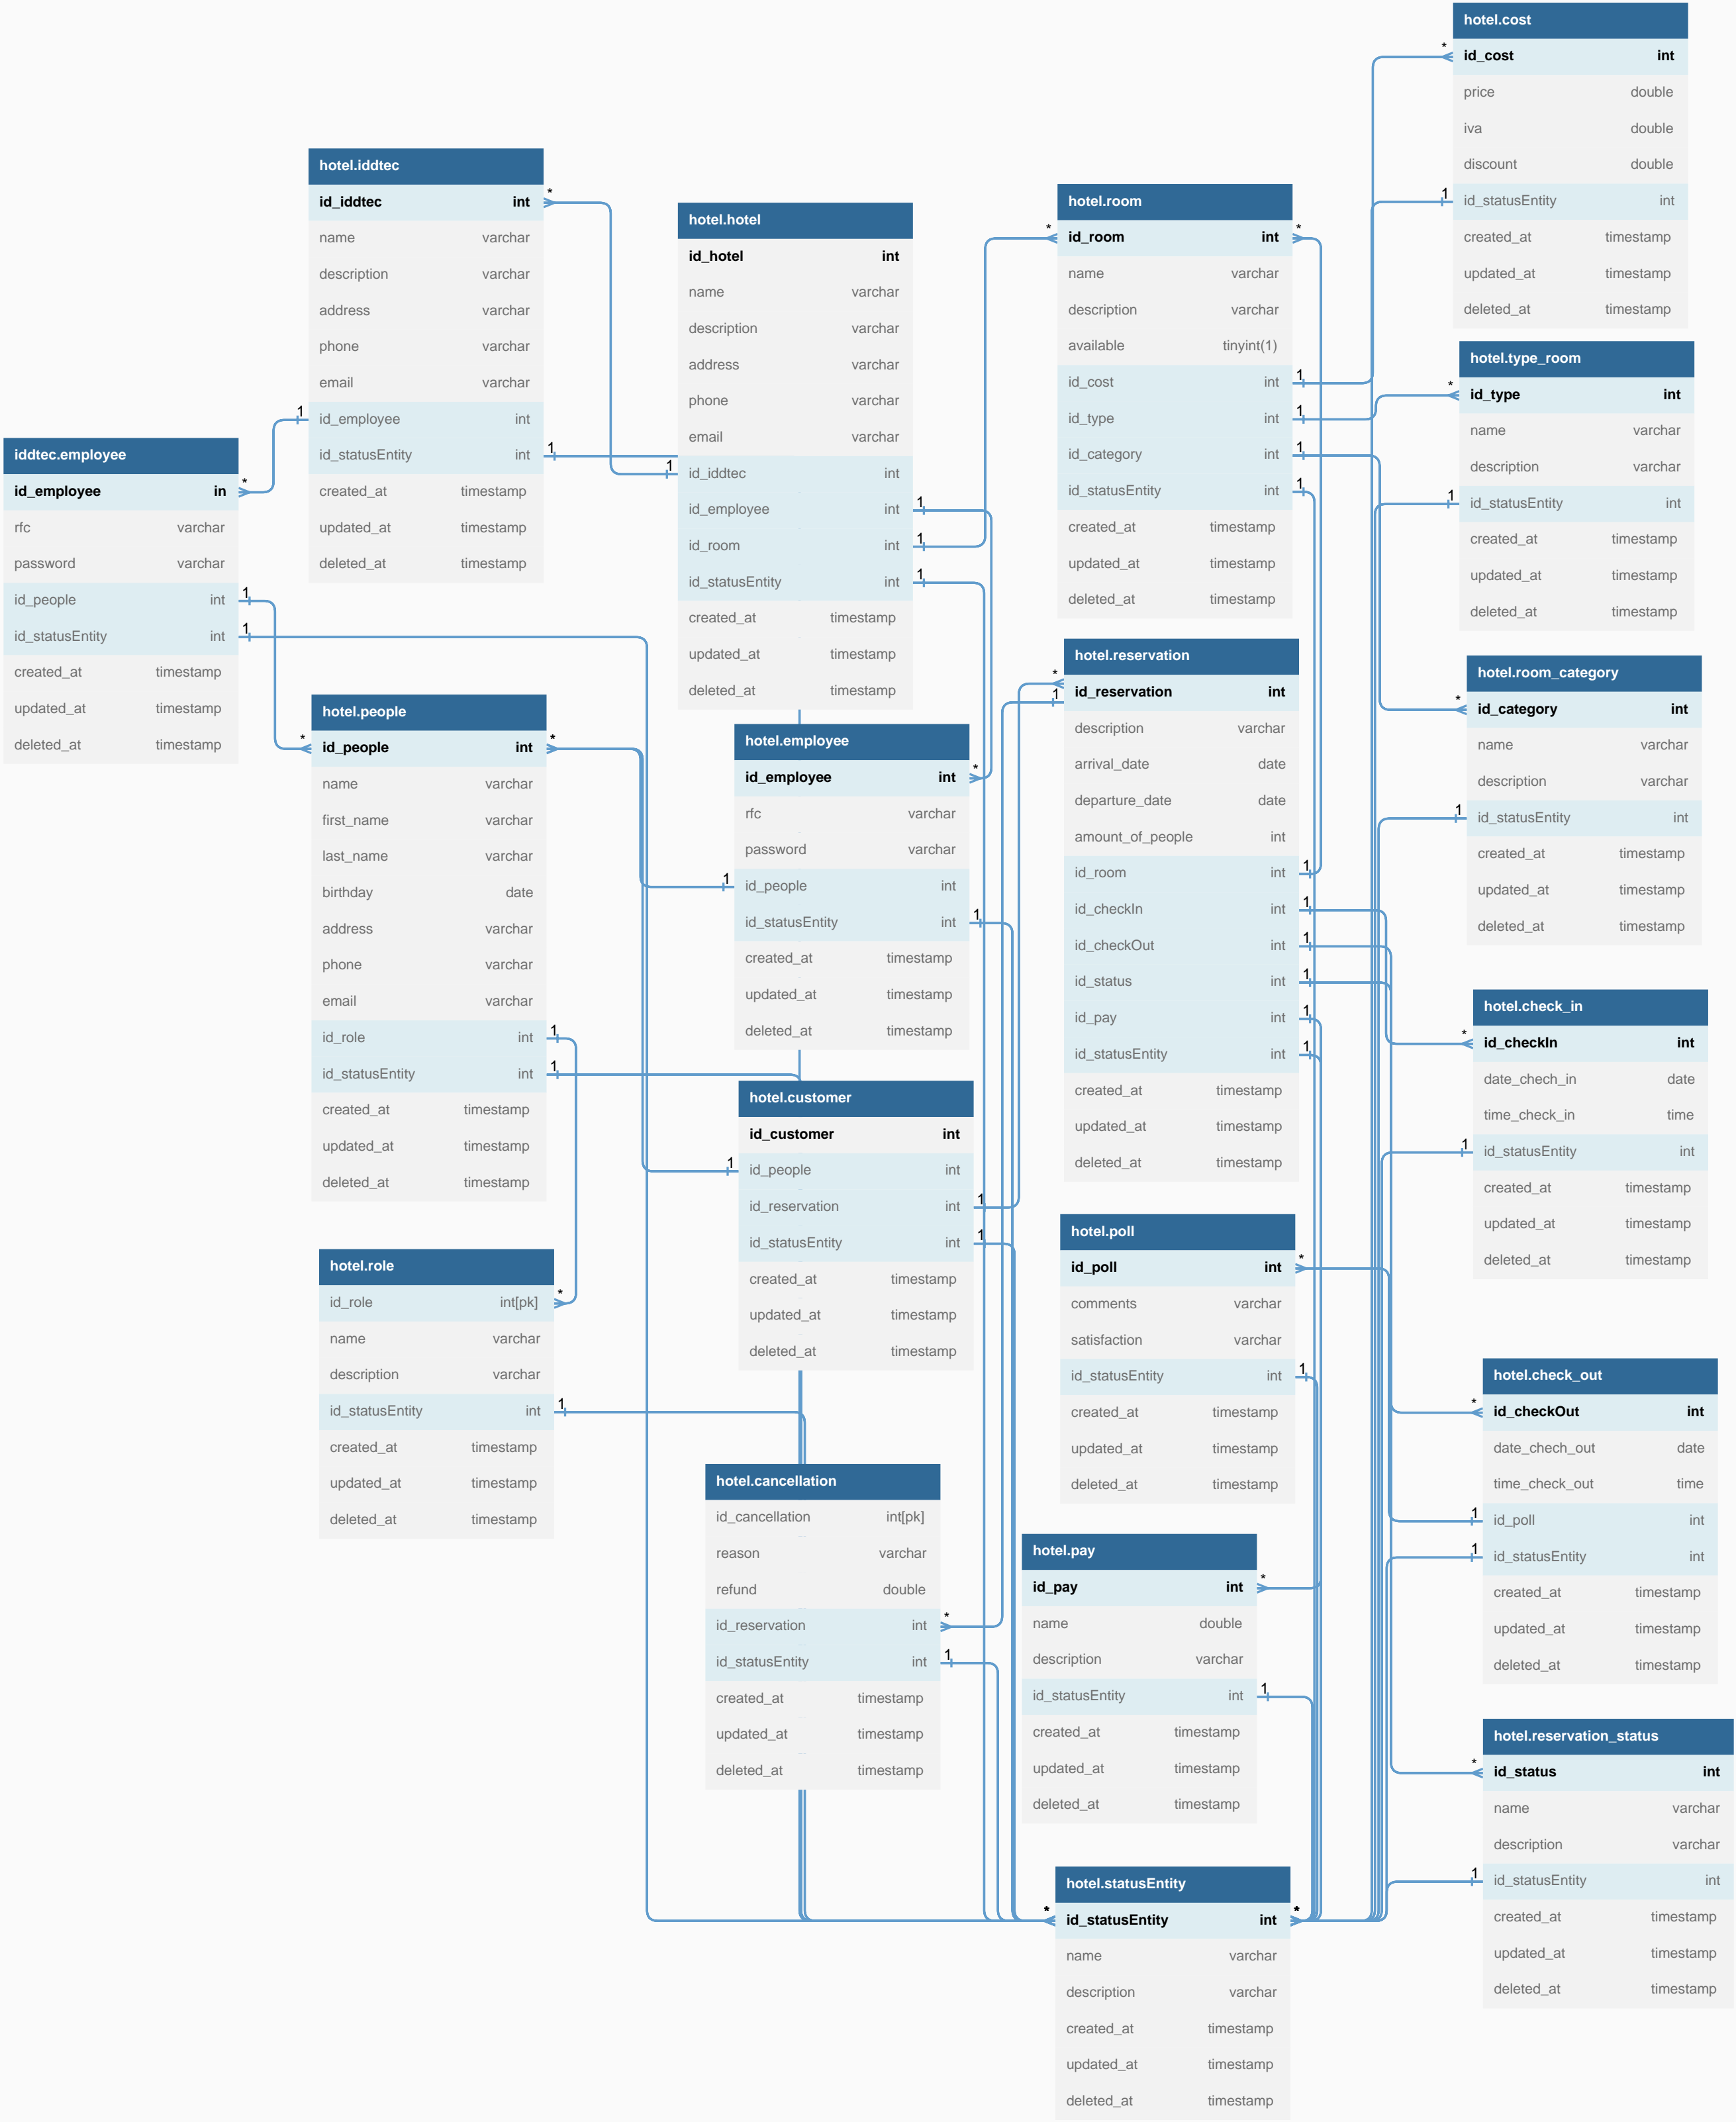 hotel.cost
id_cost int
price double
iva double
discount double
id_statusEntity int
created_at timestamp
updated_at timestamp
deleted_at timestamp
hotel.iddtec
id_iddtec int
name varchar
description varchar
address varchar
phone varchar
email varchar
id_employee int
id_statusEntity int
created_at timestamp
updated_at timestamp
deleted_at timestamp
hotel.hotel
id_hotel int
name varchar
description varchar
address varchar
phone varchar
email varchar
id_iddtec int
id_employee int
id_room int
id_statusEntity int
created_at timestamp
updated_at timestamp
deleted_at timestamp
hotel.room
id_room int
name varchar
description varchar
available tinyint(1)
id_cost int
id_type int
id_category int
id_statusEntity int
created_at timestamp
updated_at timestamp
deleted_at timestamp
hotel.type_room
id_type int
name varchar
description varchar
id_statusEntity int
created_at timestamp
updated_at timestamp
deleted_at timestamp
iddtec.employee
id_employee in
rfc varchar
password varchar
id_people int
id_statusEntity int
created_at timestamp
updated_at timestamp
deleted_at timestamp
hotel.people
id_people int
name varchar
first_name varchar
last_name varchar
birthday date
address varchar
phone varchar
email varchar
id_role int
id_statusEntity int
created_at timestamp
updated_at timestamp
deleted_at timestamp
hotel.employee
id_employee int
rfc varchar
password varchar
id_people int
id_statusEntity int
created_at timestamp
updated_at timestamp
deleted_at timestamp
hotel.reservation
id_reservation int
description varchar
arrival_date date
departure_date date
amount_of_people int
id_room int
id_checkIn int
id_checkOut int
id_status int
id_pay int
id_statusEntity int
created_at timestamp
updated_at timestamp
deleted_at timestamp
hotel.room_category
id_category int
name varchar
description varchar
id_statusEntity int
created_at timestamp
updated_at timestamp
deleted_at timestamp
hotel.check_in
id_checkIn int
date_chech_in date
time_check_in time
id_statusEntity int
created_at timestamp
updated_at timestamp
deleted_at timestamp
hotel.customer
id_customer int
id_people int
id_reservation int
id_statusEntity int
created_at timestamp
updated_at timestamp
deleted_at timestamp
hotel.role
id_role int[pk]
name varchar
description varchar
id_statusEntity int
created_at timestamp
updated_at timestamp
deleted_at timestamp
hotel.poll
id_poll int
comments varchar
satisfaction varchar
id_statusEntity int
created_at timestamp
updated_at timestamp
deleted_at timestamp
hotel.check_out
id_checkOut int
date_chech_out date
time_check_out time
id_poll int
id_statusEntity int
created_at timestamp
updated_at timestamp
deleted_at timestamp
hotel.cancellation
id_cancellation int[pk]
reason varchar
refund double
id_reservation int
id_statusEntity int
created_at timestamp
updated_at timestamp
deleted_at timestamp
hotel.pay
id_pay int
name double
description varchar
id_statusEntity int
created_at timestamp
updated_at timestamp
deleted_at timestamp
hotel.reservation_status
id_status int
name varchar
description varchar
id_statusEntity int
created_at timestamp
updated_at timestamp
deleted_at timestamp
hotel.statusEntity
id_statusEntity int
name varchar
description varchar
created_at timestamp
updated_at timestamp
deleted_at timestamp